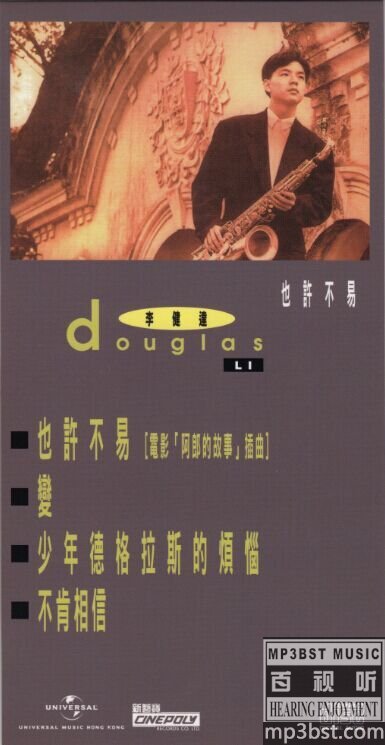 也許不易
李健達
douglas
LI
也許不易 [電影「阿郎的故事」插曲]
變
少年德格拉斯的煩惱
不肯相信
UNIVERSAL
UNIVERSAL MUSIC HONG KONG
新藝寶
CINEPOLY
RECORDS CO. LTD.
MP3BST MUSIC
百视听
HEARING ENJOYMENT
mp3bst.com